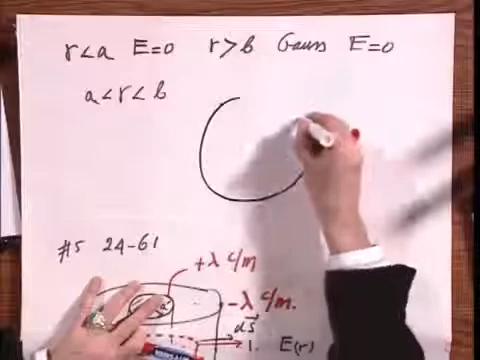 r<a E=0 r>b Gauss E=0
a<r<b
#5 24-61
+λ C/m
-λ C/m.
dS
1. E(r)